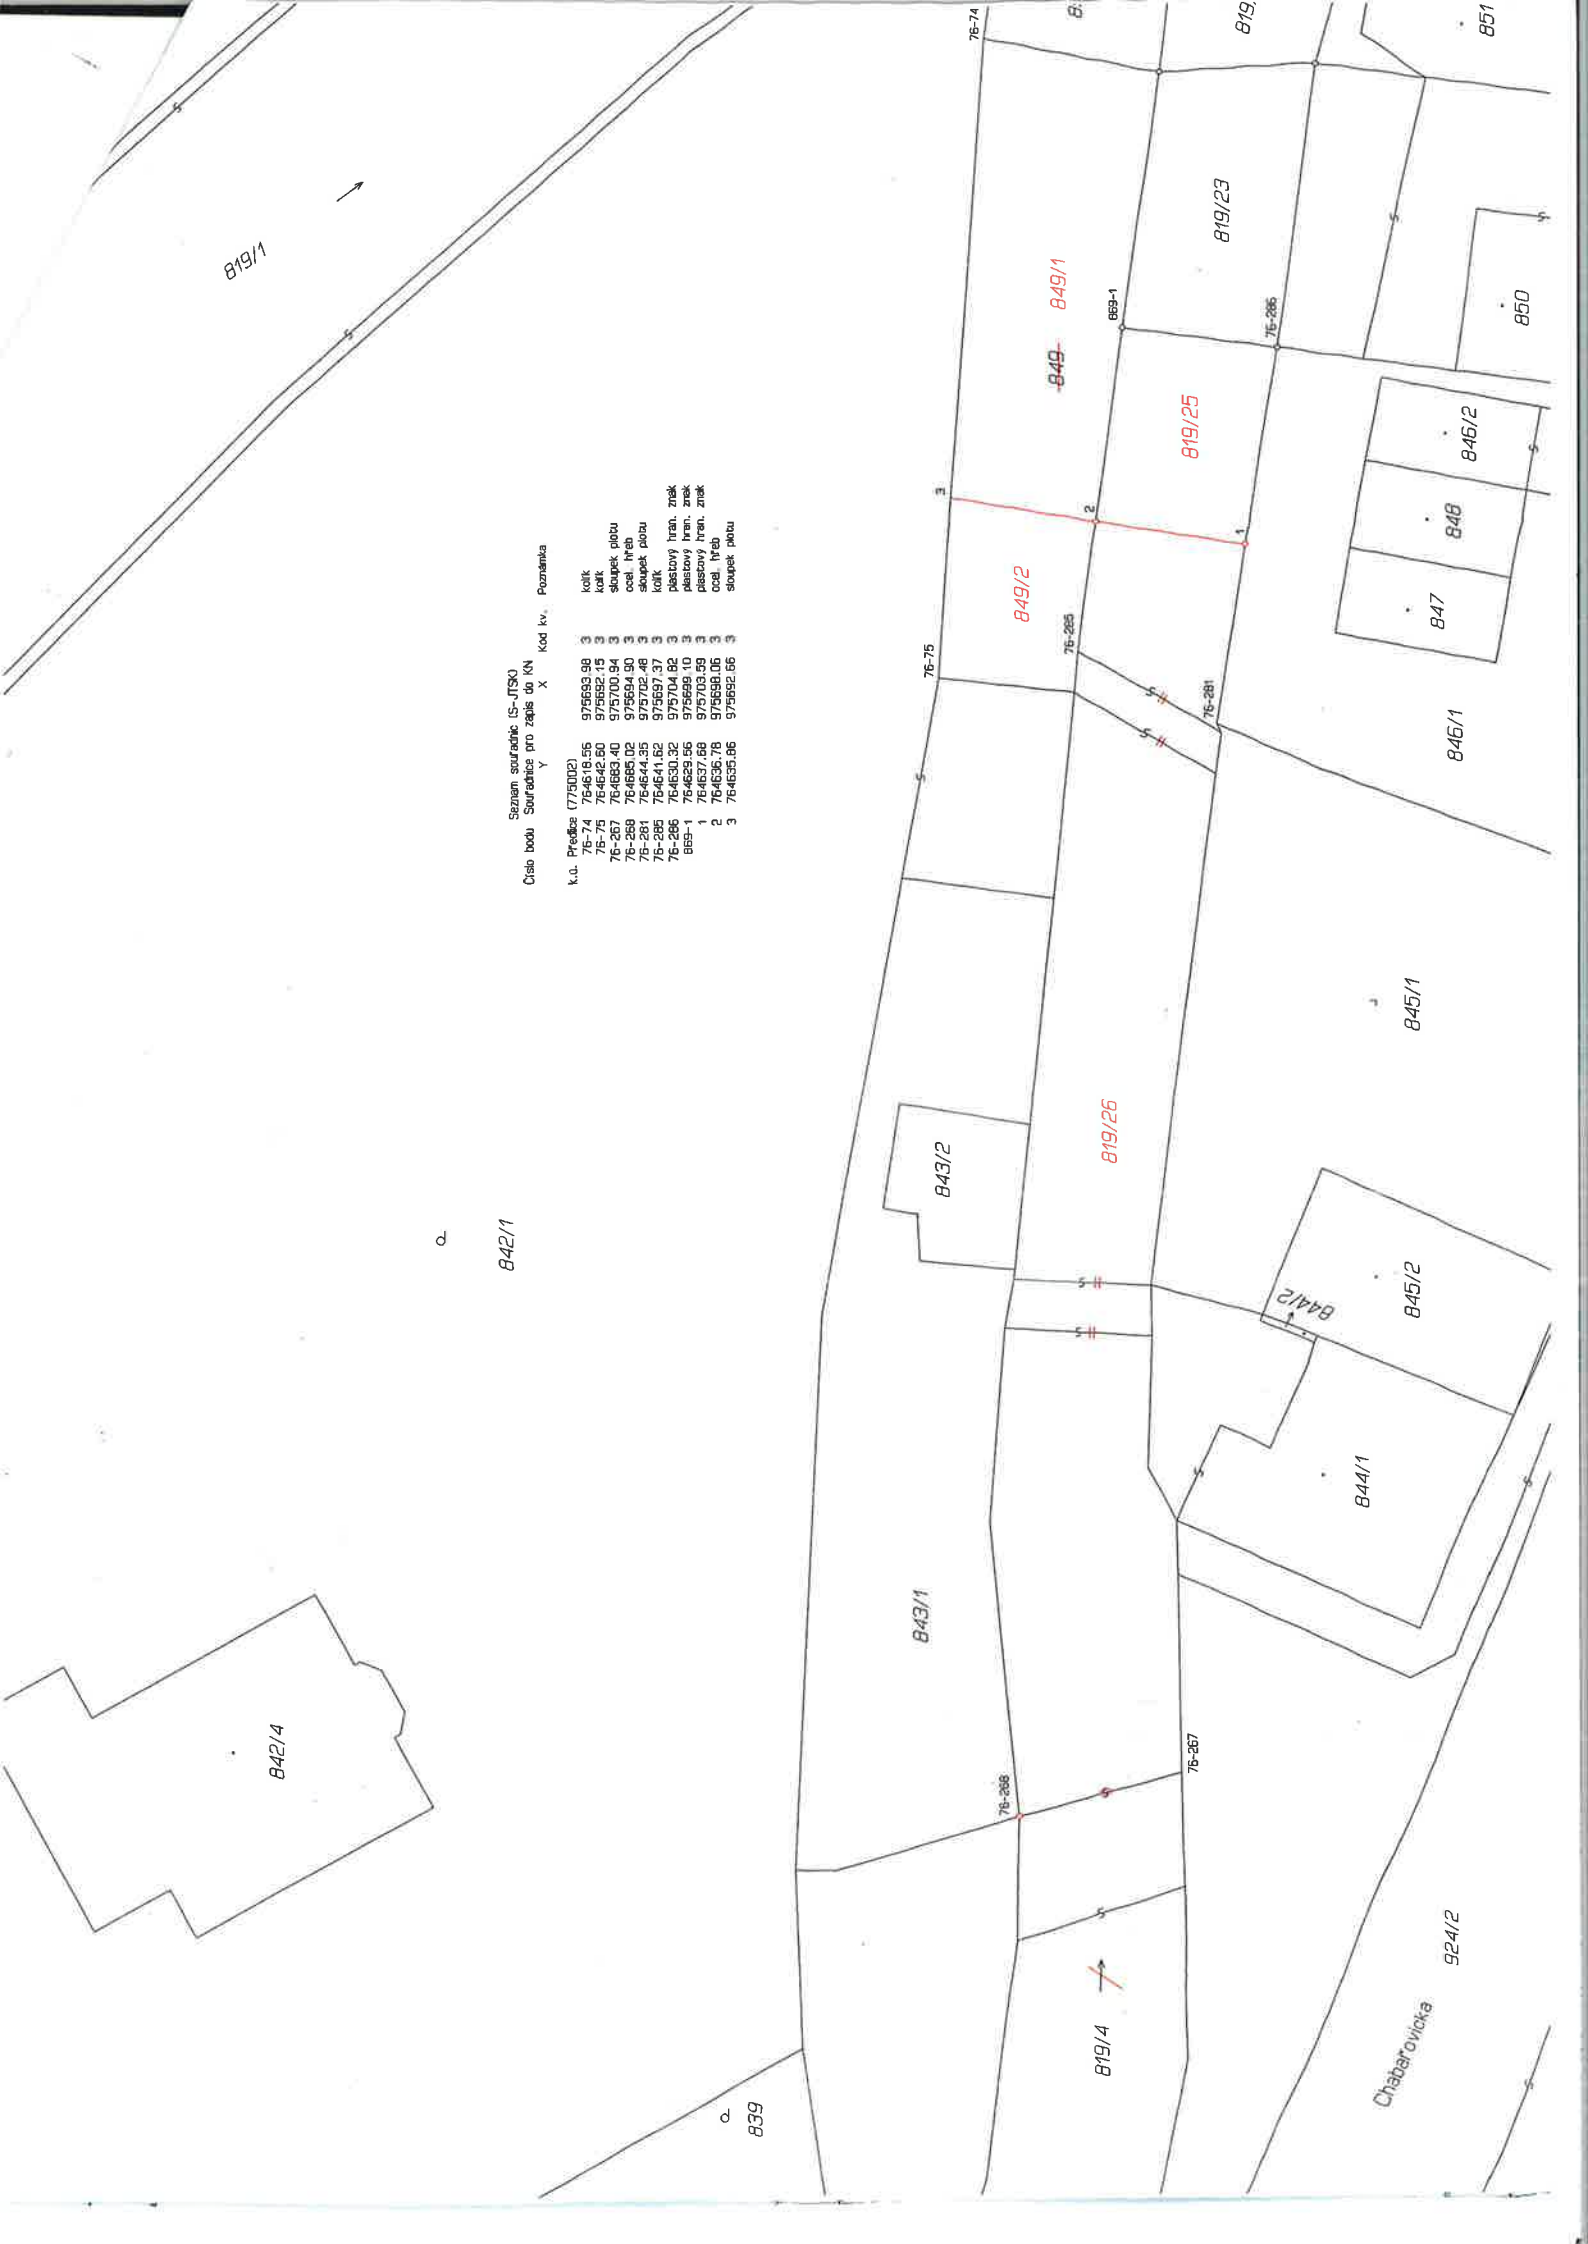 Seznam souřadnic (S-JTSK)
Číslo bodu Souřadnice pro zápis do KN
Y X Kód kv. Poznámka
k.ú. Předlice (775002)
76-74 764618.56 975693.98 3 kolík
76-75 764642.60 975692.15 3 kolík
76-267 764683.40 975700.94 3 sloupek plotu
76-268 764685.02 975694.90 3 ocel. hřeb
76-281 764644.35 975702.48 3 sloupek plotu
76-285 764641.62 975697.37 3 kolík
76-286 764630.32 975704.82 3 plastový hran. znak
869-1 764629.56 975699.10 3 plastový hran. znak
1 764637.68 975703.59 3 plastový hran. znak
2 764636.78 975698.06 3 ocel. hřeb
3 764635.86 975692.66 3 sloupek plotu
819/1
842/1
842/4
839
843/1
843/2
76-74
76-75
3
849/2
849
849/1
2
1
869-1
76-285
76-281
76-286
819/25
819/23
819/26
819/4
76-268
76-267
851
850
846/2
848
847
846/1
845/1
845/2
844/2
844/1
924/2
Chabařovická